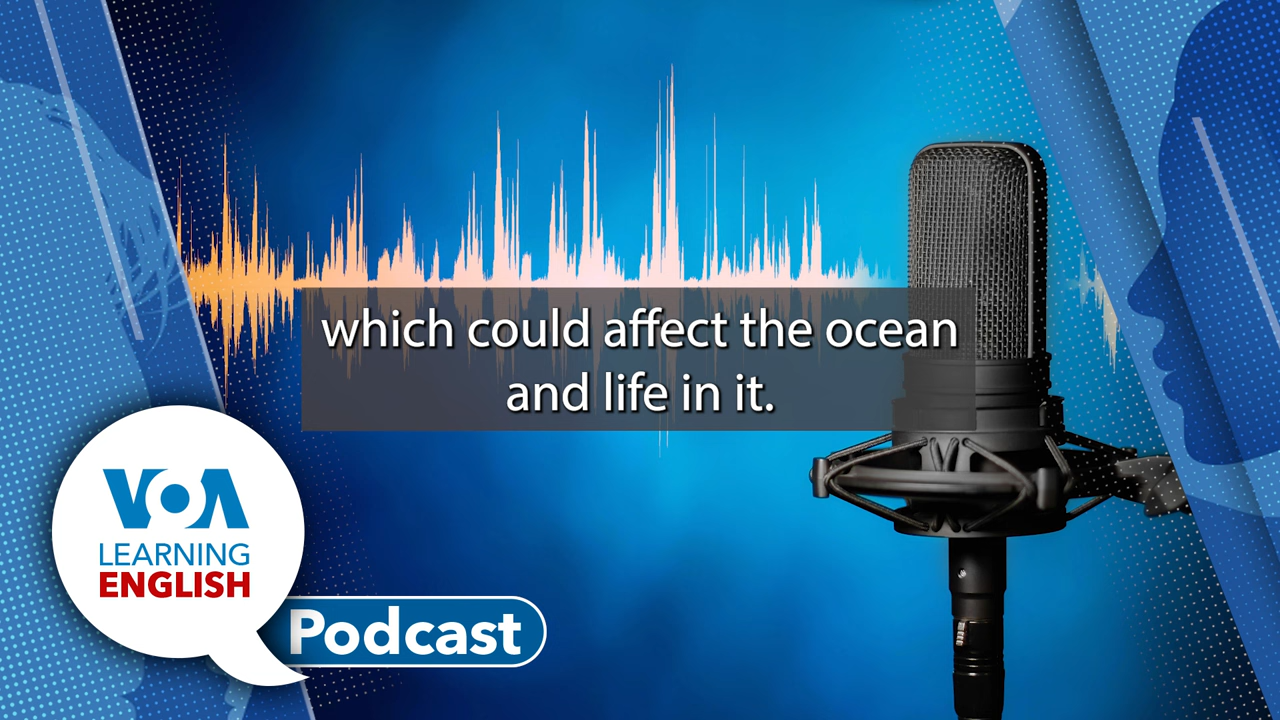 which could affect the ocean
and life in it.
VOA
LEARNING
ENGLISH
Podcast